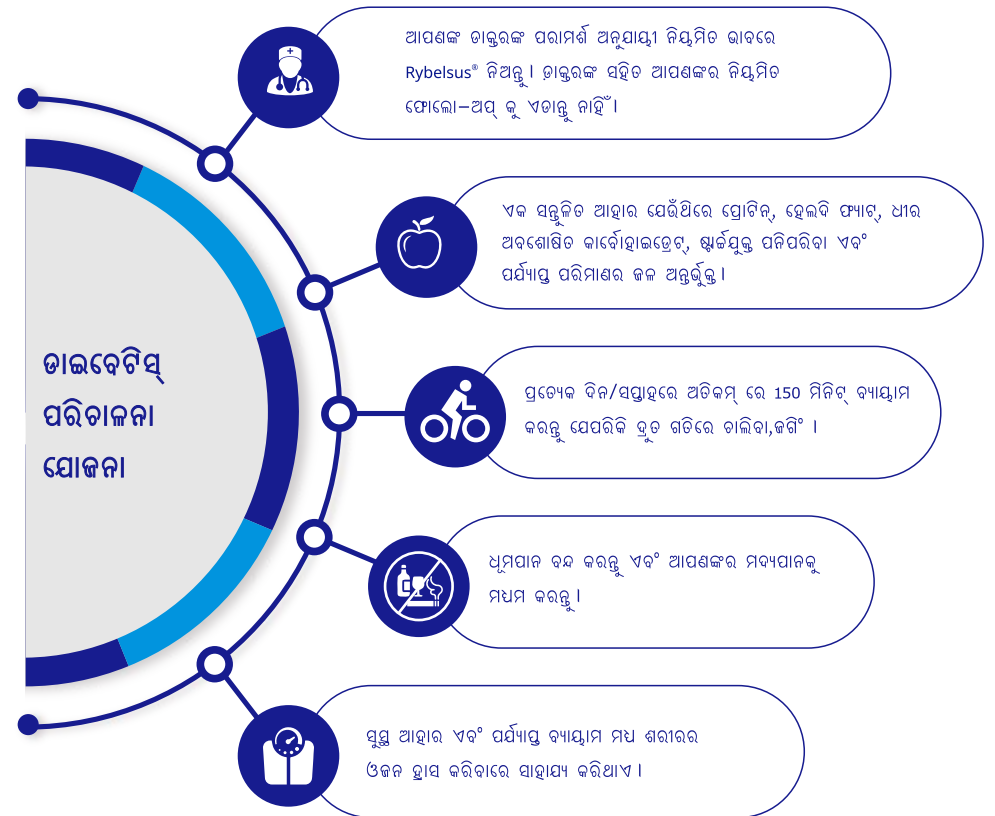 ଡାଇବେଟିସ୍
ପରିଚାଳନା
ଯୋଜନା
ଆପଣଙ୍କ ଡାକ୍ତରଙ୍କ ପରାମର୍ଶ ଅନୁଯାୟୀ ନିୟମିତ ଭାବରେ
Rybelsus® ନିଅନ୍ତୁ। ଡ଼ାକ୍ତରଙ୍କ ସହିତ ଆପଣଙ୍କର ନିୟମିତ
ଫୋଲୋ–ଅପ୍ କୁ ଏଡାନ୍ତୁ ନାହିଁ।
ଏକ ସନ୍ତୁଳିତ ଆହାର ଯେଉଁଥିରେ ପ୍ରୋଟିନ୍, ହେଲଦି ଫ୍ୟାଟ୍, ଧୀର
ଅବଶୋଷିତ କାର୍ବୋହାଇଡ୍ରେଟ୍, ଷ୍ଟାର୍ଚ୍ଚଯୁକ୍ତ ପନିପରିବା ଏବଂ
ପର୍ଯ୍ୟାପ୍ତ ପରିମାଣର ଜଳ ଅନ୍ତର୍ଭୁକ୍ତ।
ପ୍ରତ୍ୟେକ ଦିନ/ସପ୍ତାହରେ ଅତିକମ୍ ରେ 150 ମିନିଟ୍ ବ୍ୟାୟାମ
କରନ୍ତୁ ଯେପରିକି ଦ୍ରୁତ ଗତିରେ ଚାଲିବା,ଜଗିଂ ।
ଧୂମପାନ ବନ୍ଦ କରନ୍ତୁ ଏବଂ ଆପଣଙ୍କର ମଦ୍ୟପାନକୁ
ମଧ୍ୟମ କରନ୍ତୁ।
ସୁସ୍ଥ ଆହାର ଏବଂ ପର୍ଯ୍ୟାପ୍ତ ବ୍ୟାୟାମ ମଧ୍ୟ ଶରୀରର
ଓଜନ ହ୍ରାସ କରିବାରେ ସାହାଯ୍ୟ କରିଥାଏ।